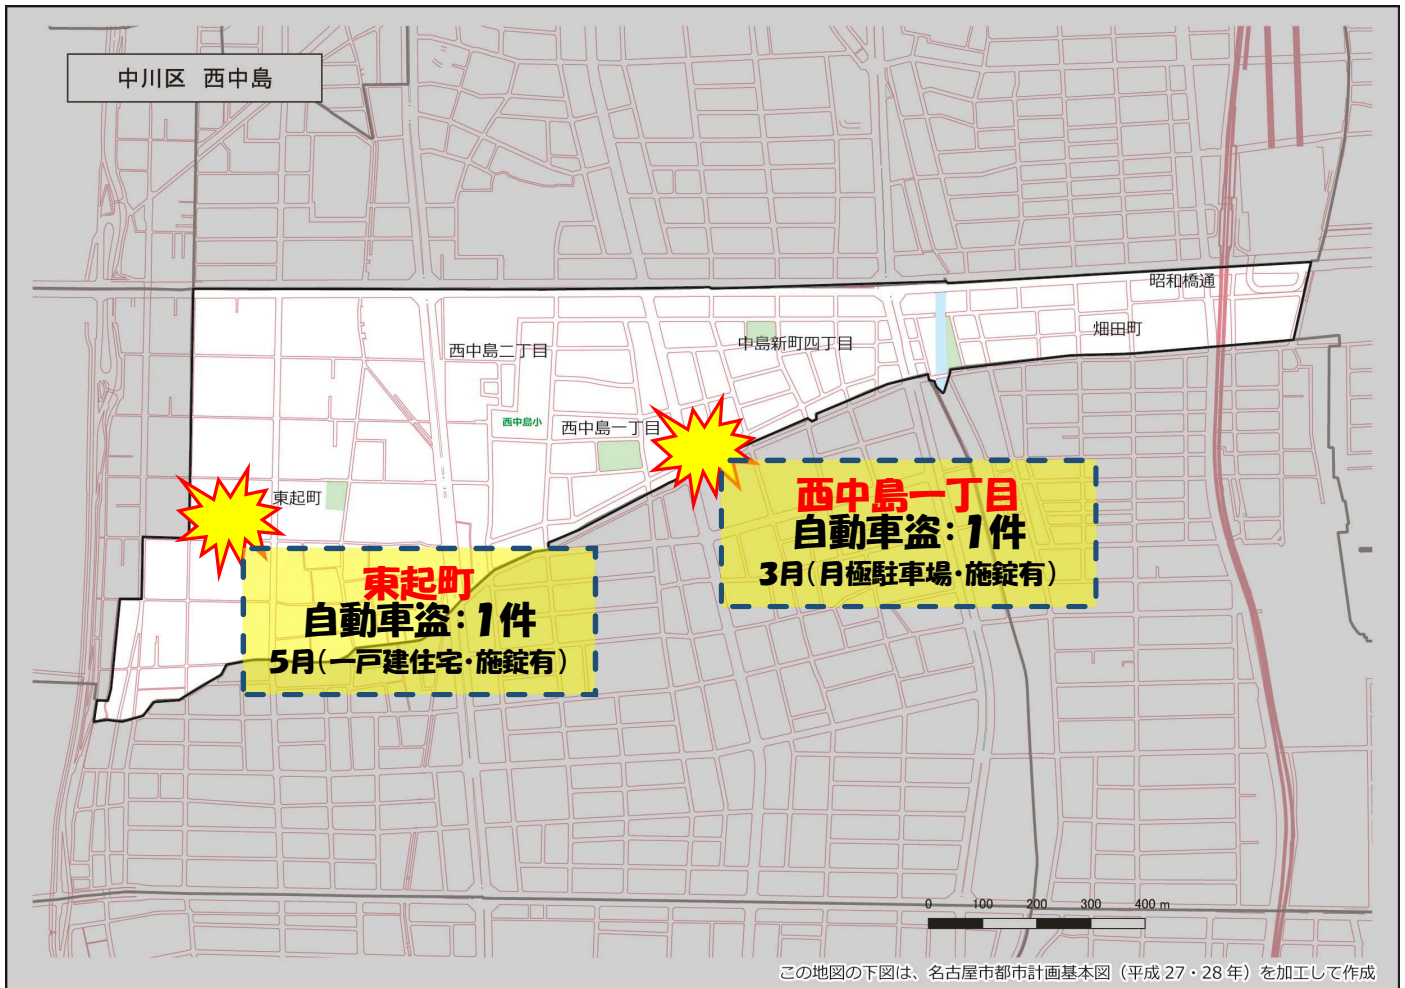 中川区 西中島
昭和橋通
畑田町
中島新町四丁目
西中島二丁目
西中島小
西中島一丁目
東起町
西中島一丁目
自動車盗：1件
3月（月極駐車場・施錠有）
東起町
自動車盗：1件
5月（一戸建住宅・施錠有）
0 100 200 300 400 m
この地図の下図は、名古屋市都市計画基本図（平成 27・28 年）を加工して作成